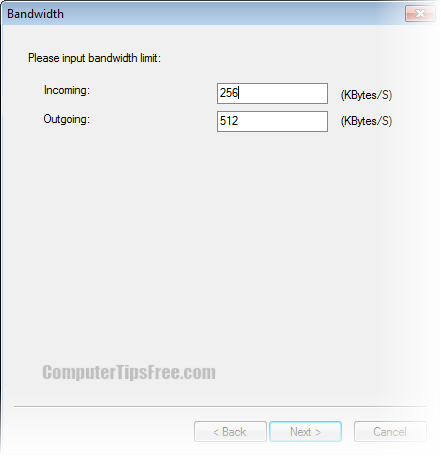 Bandwidth
Please input bandwidth limit:
Incoming: 256 (KBytes/S)
Outgoing: 512 (KBytes/S)
ComputerTipsFree.com
< Back Next > Cancel